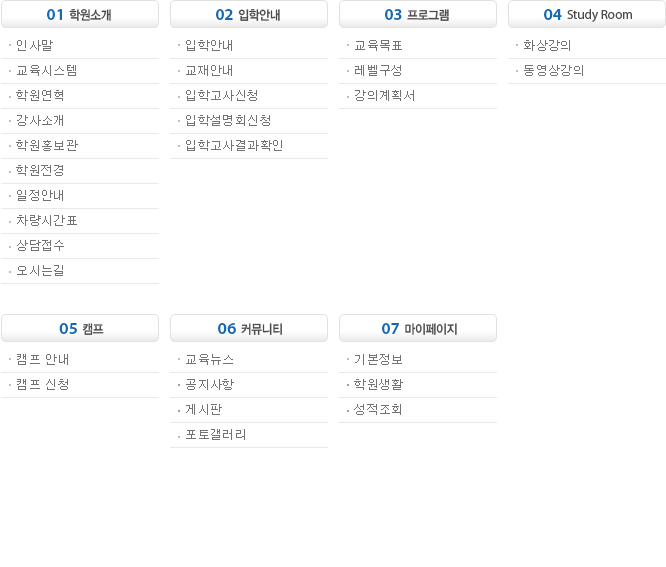 01 학원소개
인사말
교육시스템
학원연혁
강사소개
학원홍보관
학원전경
일정안내
차량시간표
상담접수
오시는길
02 입학안내
입학안내
교재안내
입학고사신청
입학설명회신청
입학고사결과확인
03 프로그램
교육목표
레벨구성
강의계획서
04 Study Room
화상강의
동영상강의
05 캠프
캠프 안내
캠프 신청
06 커뮤니티
교육뉴스
공지사항
게시판
포토갤러리
07 마이페이지
기본정보
학원생활
성적조회